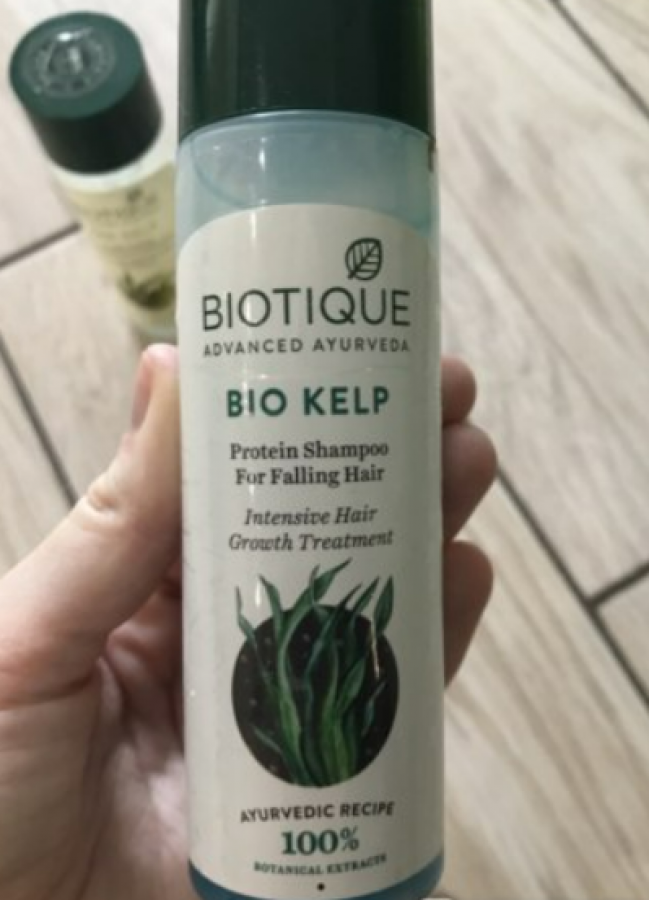 BIOTIQUE
ADVANCED AYURVEDA
BIO KELP
Protein Shampoo
For Falling Hair
Intensive Hair
Growth Treatment
AYURVEDIC RECIPE
100%
BOTANICAL EXTRACTS